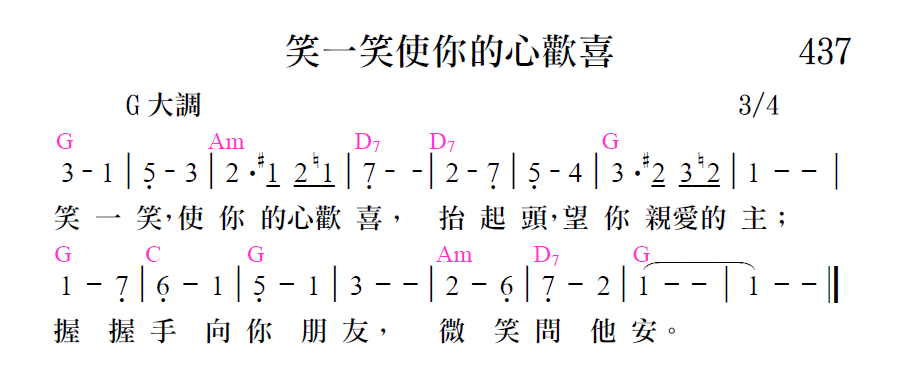 笑一笑使你的心歡喜 437
G 大調 3/4
G Am D7 D7 G
3 - 1 | 5̣ - 3 | 2 · ♯1 2 ♮1 | 7̣ - - | 2 - 7̣ | 5̣ - 4 | 3 · ♯2 3 ♮2 | 1 - - |
笑 一 笑，使 你 的心歡 喜， 抬 起 頭，望 你 親愛的 主；
G C G Am D7 G
1 - 7̣ | 6̣ - 1 | 5̣ - 1 | 3 - - | 2 - 6̣ | 7̣ - 2 | 1 - - | 1 - - ||
握 握 手 向 你 朋 友， 微 笑 問 他 安。